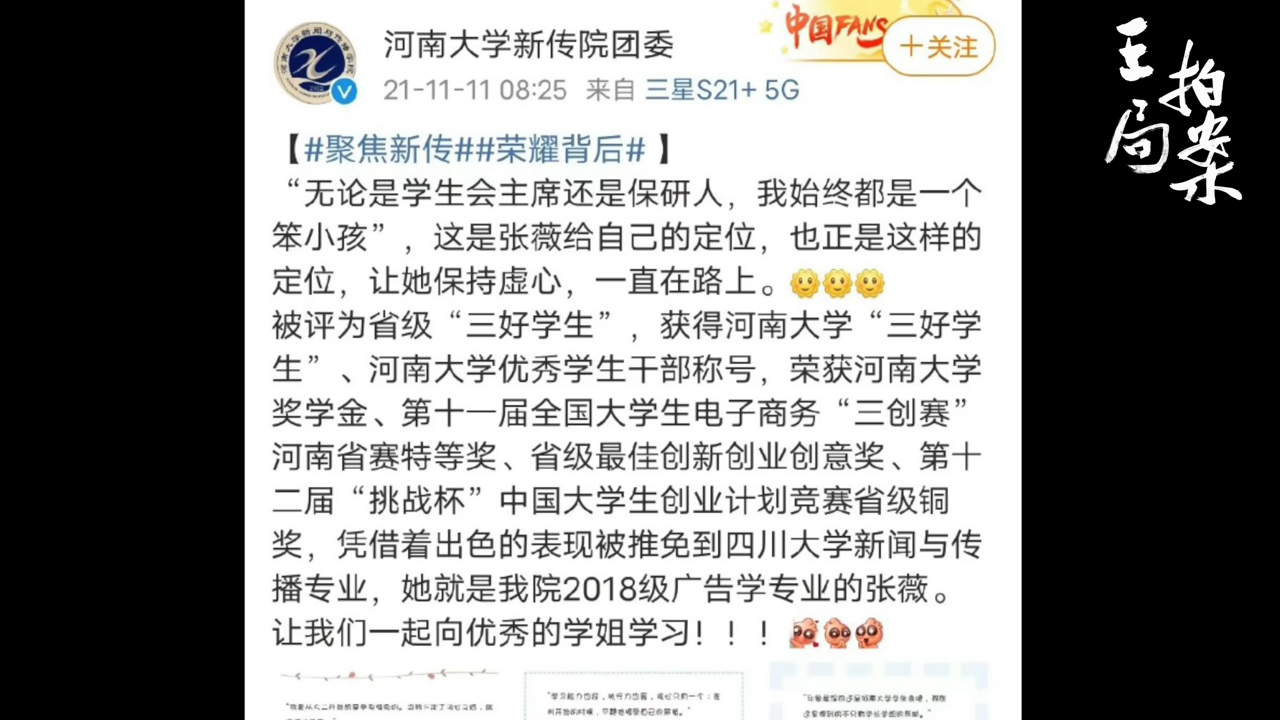 河南大学新传院团委
21-11-11 08:25 来自 三星S21+ 5G
中国FANS
＋关注
王局拍案
【#聚焦新传##荣耀背后# 】
“无论是学生会主席还是保研人，我始终都是一个
笨小孩”，这是张薇给自己的定位，也正是这样的
定位，让她保持虚心，一直在路上。
被评为省级“三好学生”，获得河南大学“三好学
生”、河南大学优秀学生干部称号，荣获河南大学
奖学金、第十一届全国大学生电子商务“三创赛”
河南省赛特等奖、省级最佳创新创业创意奖、第十
二届“挑战杯”中国大学生创业计划竞赛省级铜
奖，凭借着出色的表现被推免到四川大学新闻与传
播专业，她就是我院2018级广告学专业的张薇。
让我们一起向优秀的学姐学习！！！